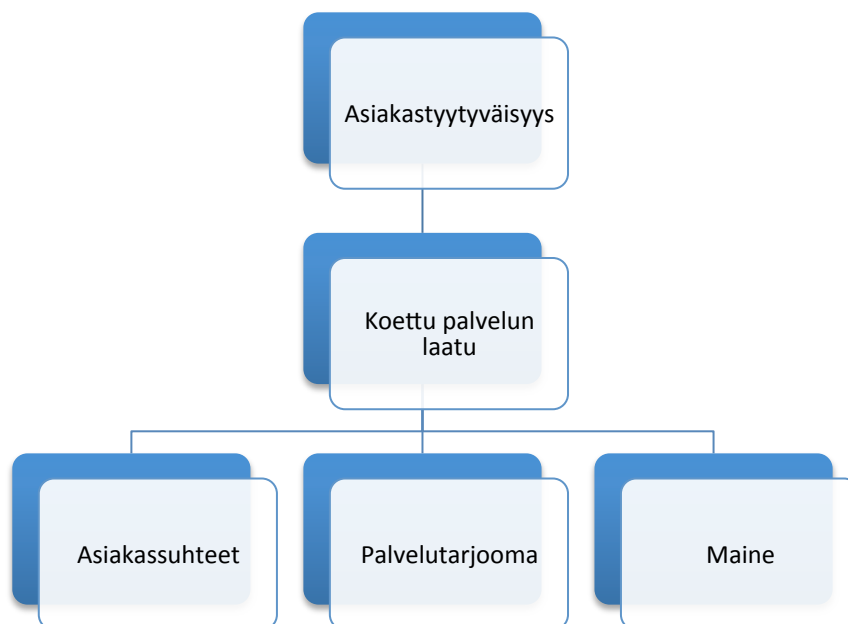 Asiakastyytyväisyys
Koettu palvelun
laatu
Asiakassuhteet
Palvelutarjooma
Maine